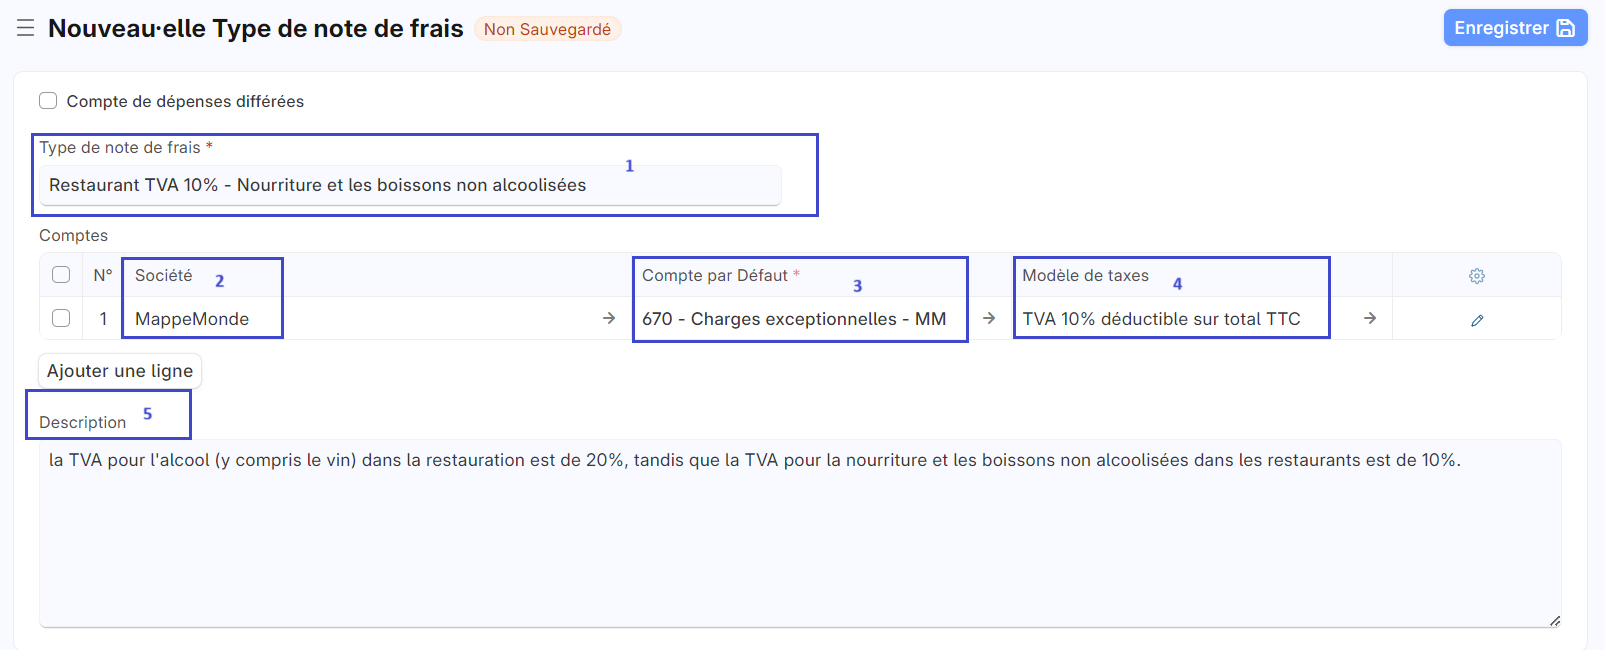 Nouveau·elle Type de note de frais Non Sauvegardé Enregistrer
Compte de dépenses différées
Type de note de frais *
1
Restaurant TVA 10% - Nourriture et les boissons non alcoolisées
Comptes
N° Société 2 Compte par Défaut * 3 Modèle de taxes 4
1 MappeMonde 670 - Charges exceptionnelles - MM TVA 10% déductible sur total TTC
Ajouter une ligne
Description 5
la TVA pour l'alcool (y compris le vin) dans la restauration est de 20%, tandis que la TVA pour la nourriture et les boissons non alcoolisées dans les restaurants est de 10%.